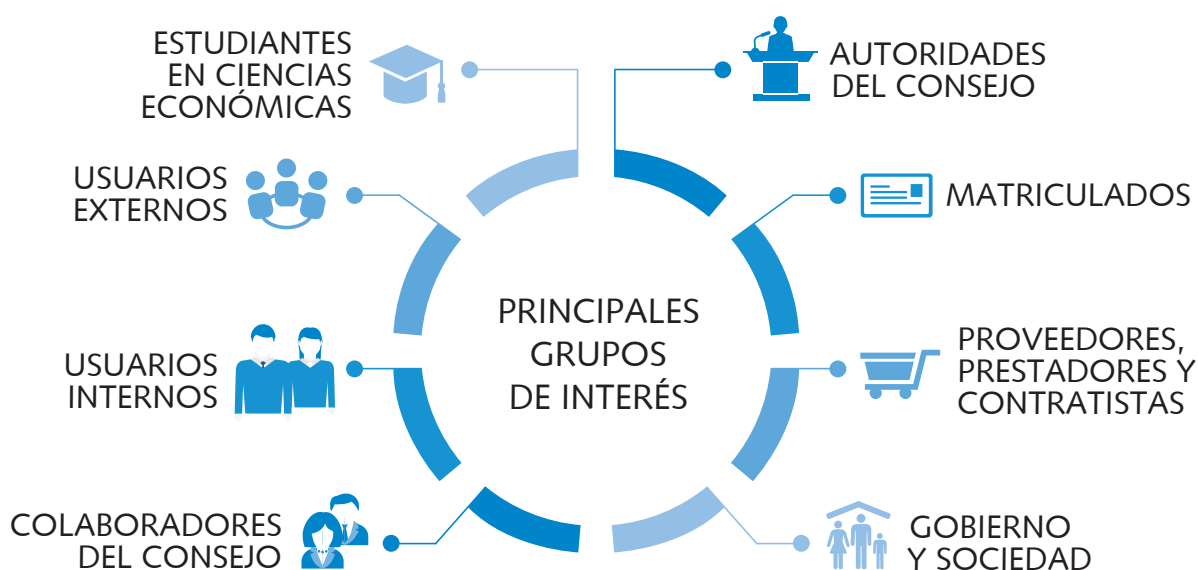 ESTUDIANTES
EN CIENCIAS
ECONÓMICAS
AUTORIDADES
DEL CONSEJO
USUARIOS
EXTERNOS
MATRICULADOS
PRINCIPALES
GRUPOS
DE INTERÉS
USUARIOS
INTERNOS
PROVEEDORES,
PRESTADORES Y
CONTRATISTAS
COLABORADORES
DEL CONSEJO
GOBIERNO
Y SOCIEDAD